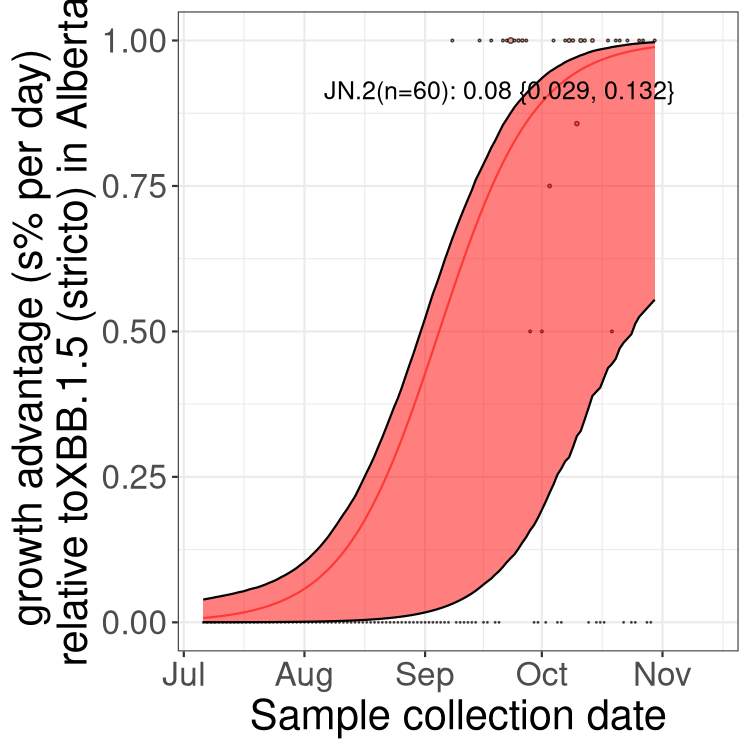 growth advantage (s% per day)
relative toXBB.1.5 (stricto) in Alberta
1.00
0.75
0.50
0.25
0.00
JN.2(n=60): 0.08 {0.029, 0.132}
Jul Aug Sep Oct Nov
Sample collection date